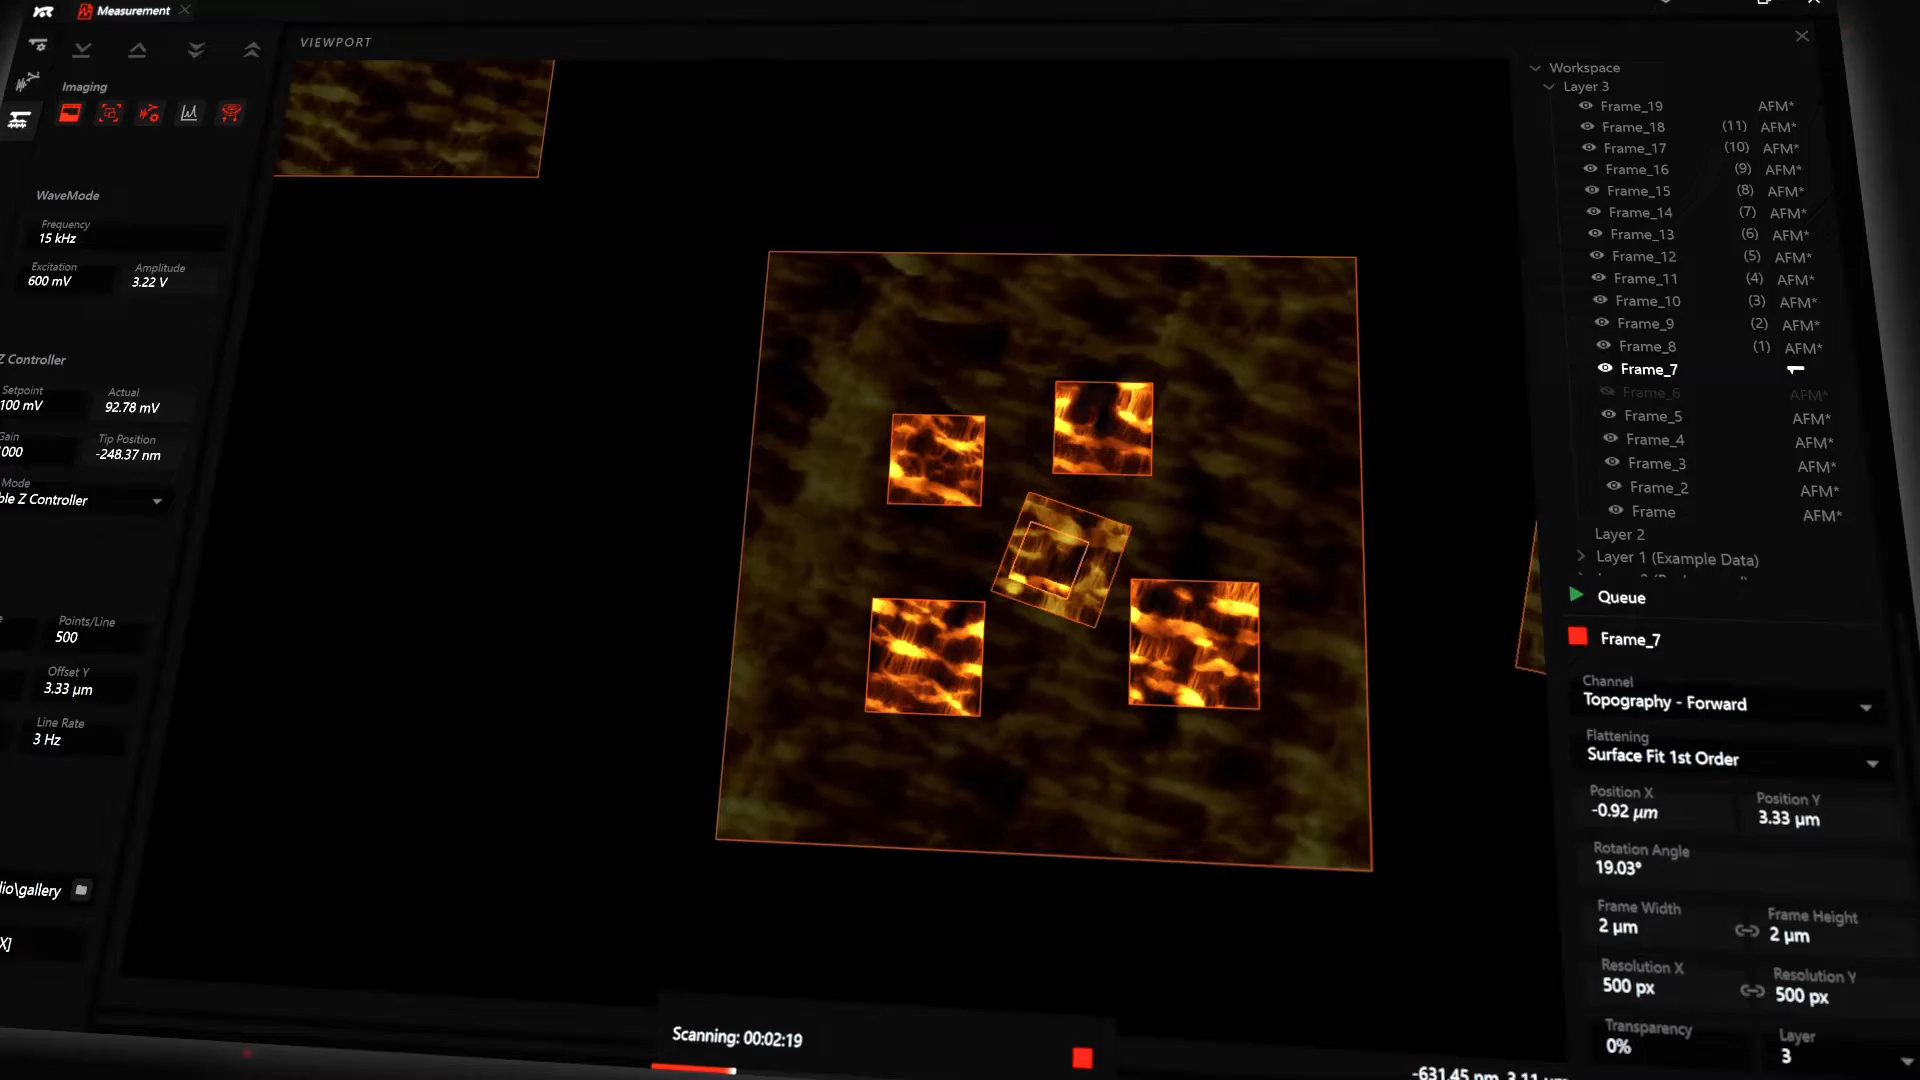 Measurement
VIEWPORT
Imaging
WaveMode
Frequency
15 kHz
Excitation
600 mV
Amplitude
3.22 V
Z Controller
Setpoint
100 mV
Actual
92.78 mV
Gain
Tip Position
-248.37 nm
Mode
Z Controller
Points/Line
500
Offset Y
3.33 µm
Line Rate
3 Hz
\gallery
X]
Scanning: 00:02:19
-631.45 nm 3.11
Workspace
Layer 3
Frame_19 AFM*
Frame_18 (11) AFM*
Frame_17 (10) AFM*
Frame_16 (9) AFM*
Frame_15 (8) AFM*
Frame_14 (7) AFM*
Frame_13 (6) AFM*
Frame_12 (5) AFM*
Frame_11 (4) AFM*
Frame_10 (3) AFM*
Frame_9 (2) AFM*
Frame_8 (1) AFM*
Frame_7
Frame_6 AFM*
Frame_5 AFM*
Frame_4 AFM*
Frame_3 AFM*
Frame_2 AFM*
Frame AFM*
Layer 2
Layer 1 (Example Data)
Queue
Frame_7
Channel
Topography - Forward
Flattening
Surface Fit 1st Order
Position X
-0.92 µm
Position Y
3.33 µm
Rotation Angle
19.03°
Frame Width
2 µm
Frame Height
2 µm
Resolution X
500 px
Resolution Y
500 px
Transparency
0%
Layer
3